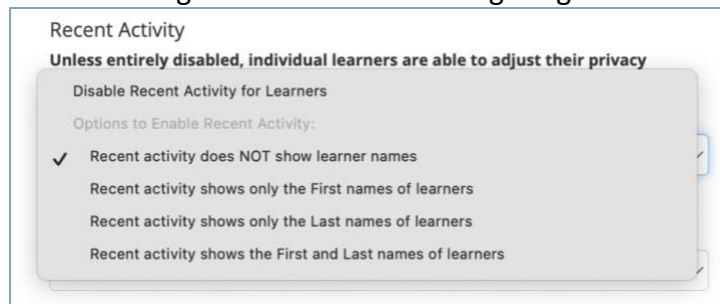 Recent Activity
Unless entirely disabled, individual learners are able to adjust their privacy
Disable Recent Activity for Learners
Options to Enable Recent Activity:
✓ Recent activity does NOT show learner names
Recent activity shows only the First names of learners
Recent activity shows only the Last names of learners
Recent activity shows the First and Last names of learners